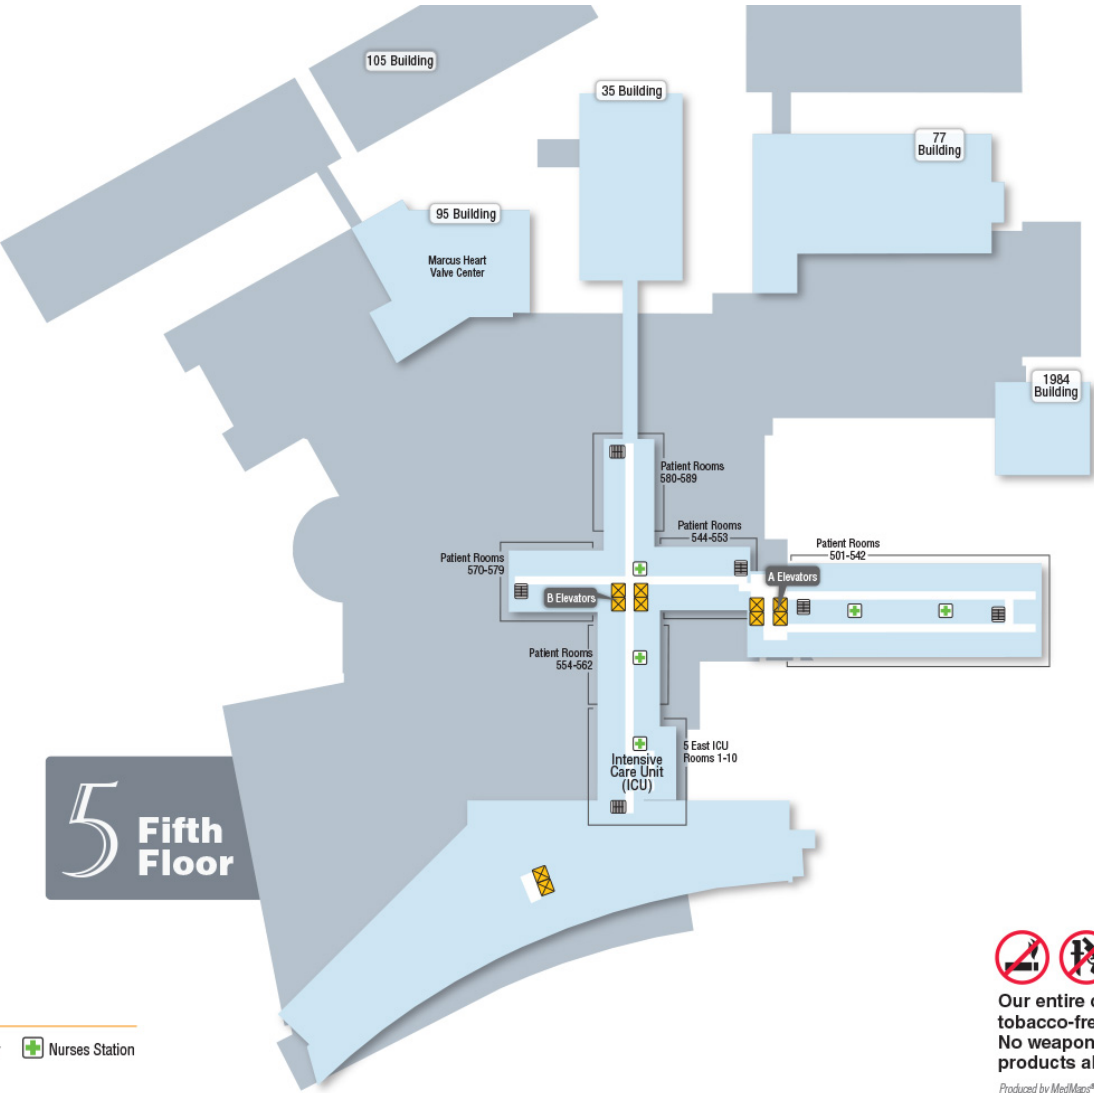 105 Building
35 Building
77
Building
95 Building
Marcus Heart
Valve Center
1984
Building
Patient Rooms
580-589
Patient Rooms
544-553
Patient Rooms
501-542
Patient Rooms
570-579
A Elevators
B Elevators
Patient Rooms
554-562
5 East ICU
Rooms 1-10
Intensive
Care Unit
(ICU)
5 Fifth
Floor
Nurses Station
Our entire
tobacco-fre
No weapon
products al
Produced by MedMaps®